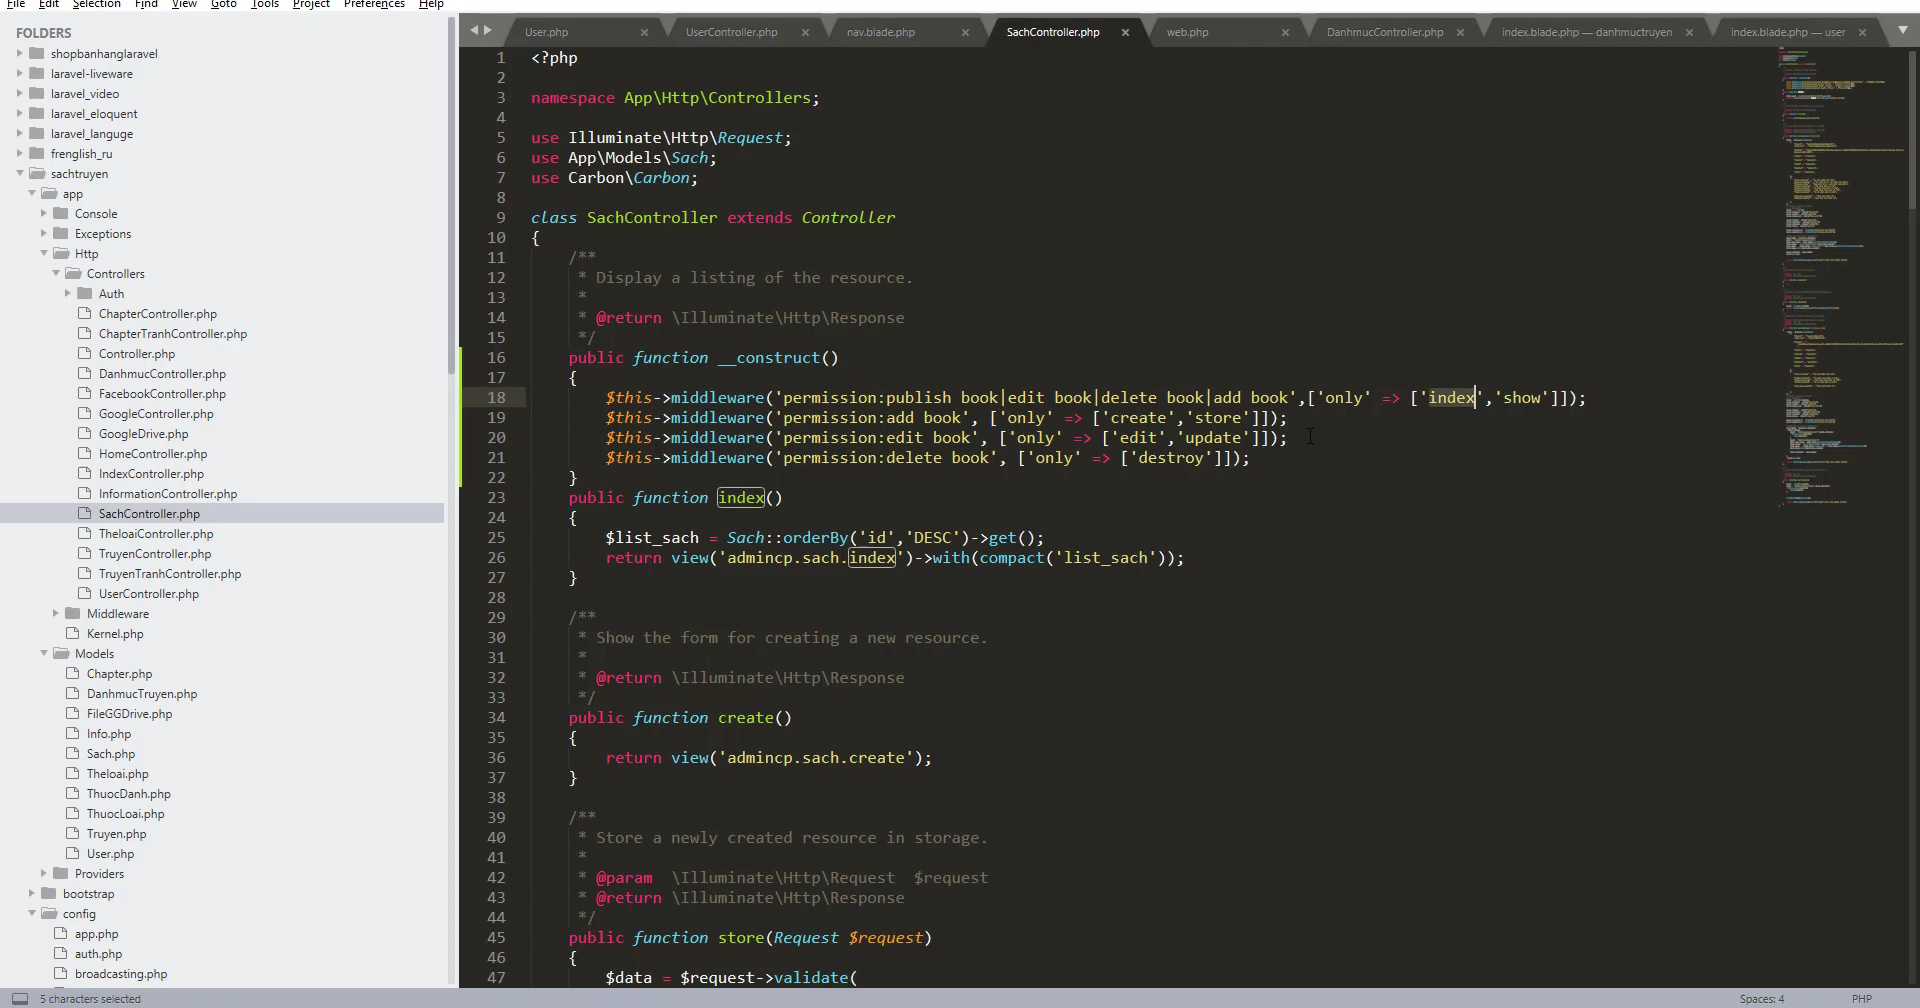 File Edit Selection Find View Goto Tools Project Preferences Help
FOLDERS
shopbanhanglaravel
laravel-liveware
laravel_video
laravel_eloquent
laravel_languge
frenglish_ru
sachtruyen
app
Console
Exceptions
Http
Controllers
Auth
ChapterController.php
ChapterTranhController.php
Controller.php
DanhmucController.php
FacebookController.php
GoogleController.php
GoogleDrive.php
HomeController.php
IndexController.php
InformationController.php
SachController.php
TheloaiController.php
TruyenController.php
TruyenTranhController.php
UserController.php
Middleware
Kernel.php
Models
Chapter.php
DanhmucTruyen.php
FileGGDrive.php
Info.php
Sach.php
Theloai.php
ThuocDanh.php
ThuocLoai.php
Truyen.php
User.php
Providers
bootstrap
config
app.php
auth.php
broadcasting.php
User.php UserController.php nav.blade.php SachController.php web.php DanhmucController.php index.blade.php — danhmuctruyen index.blade.php — user
1 <?php
2
3 namespace App\Http\Controllers;
4
5 use Illuminate\Http\Request;
6 use App\Models\Sach;
7 use Carbon\Carbon;
8
9 class SachController extends Controller
10 {
11 /**
12 * Display a listing of the resource.
13 *
14 * @return \Illuminate\Http\Response
15 */
16 public function __construct()
17 {
18 $this->middleware('permission:publish book|edit book|delete book|add book',['only' => ['index','show']]);
19 $this->middleware('permission:add book', ['only' => ['create','store']]);
20 $this->middleware('permission:edit book', ['only' => ['edit','update']]);
21 $this->middleware('permission:delete book', ['only' => ['destroy']]);
22 }
23 public function index()
24 {
25 $list_sach = Sach::orderBy('id','DESC')->get();
26 return view('admincp.sach.index')->with(compact('list_sach'));
27 }
28
29 /**
30 * Show the form for creating a new resource.
31 *
32 * @return \Illuminate\Http\Response
33 */
34 public function create()
35 {
36 return view('admincp.sach.create');
37 }
38
39 /**
40 * Store a newly created resource in storage.
41 *
42 * @param \Illuminate\Http\Request $request
43 * @return \Illuminate\Http\Response
44 */
45 public function store(Request $request)
46 {
47 $data = $request->validate(
5 characters selected
Spaces: 4
PHP